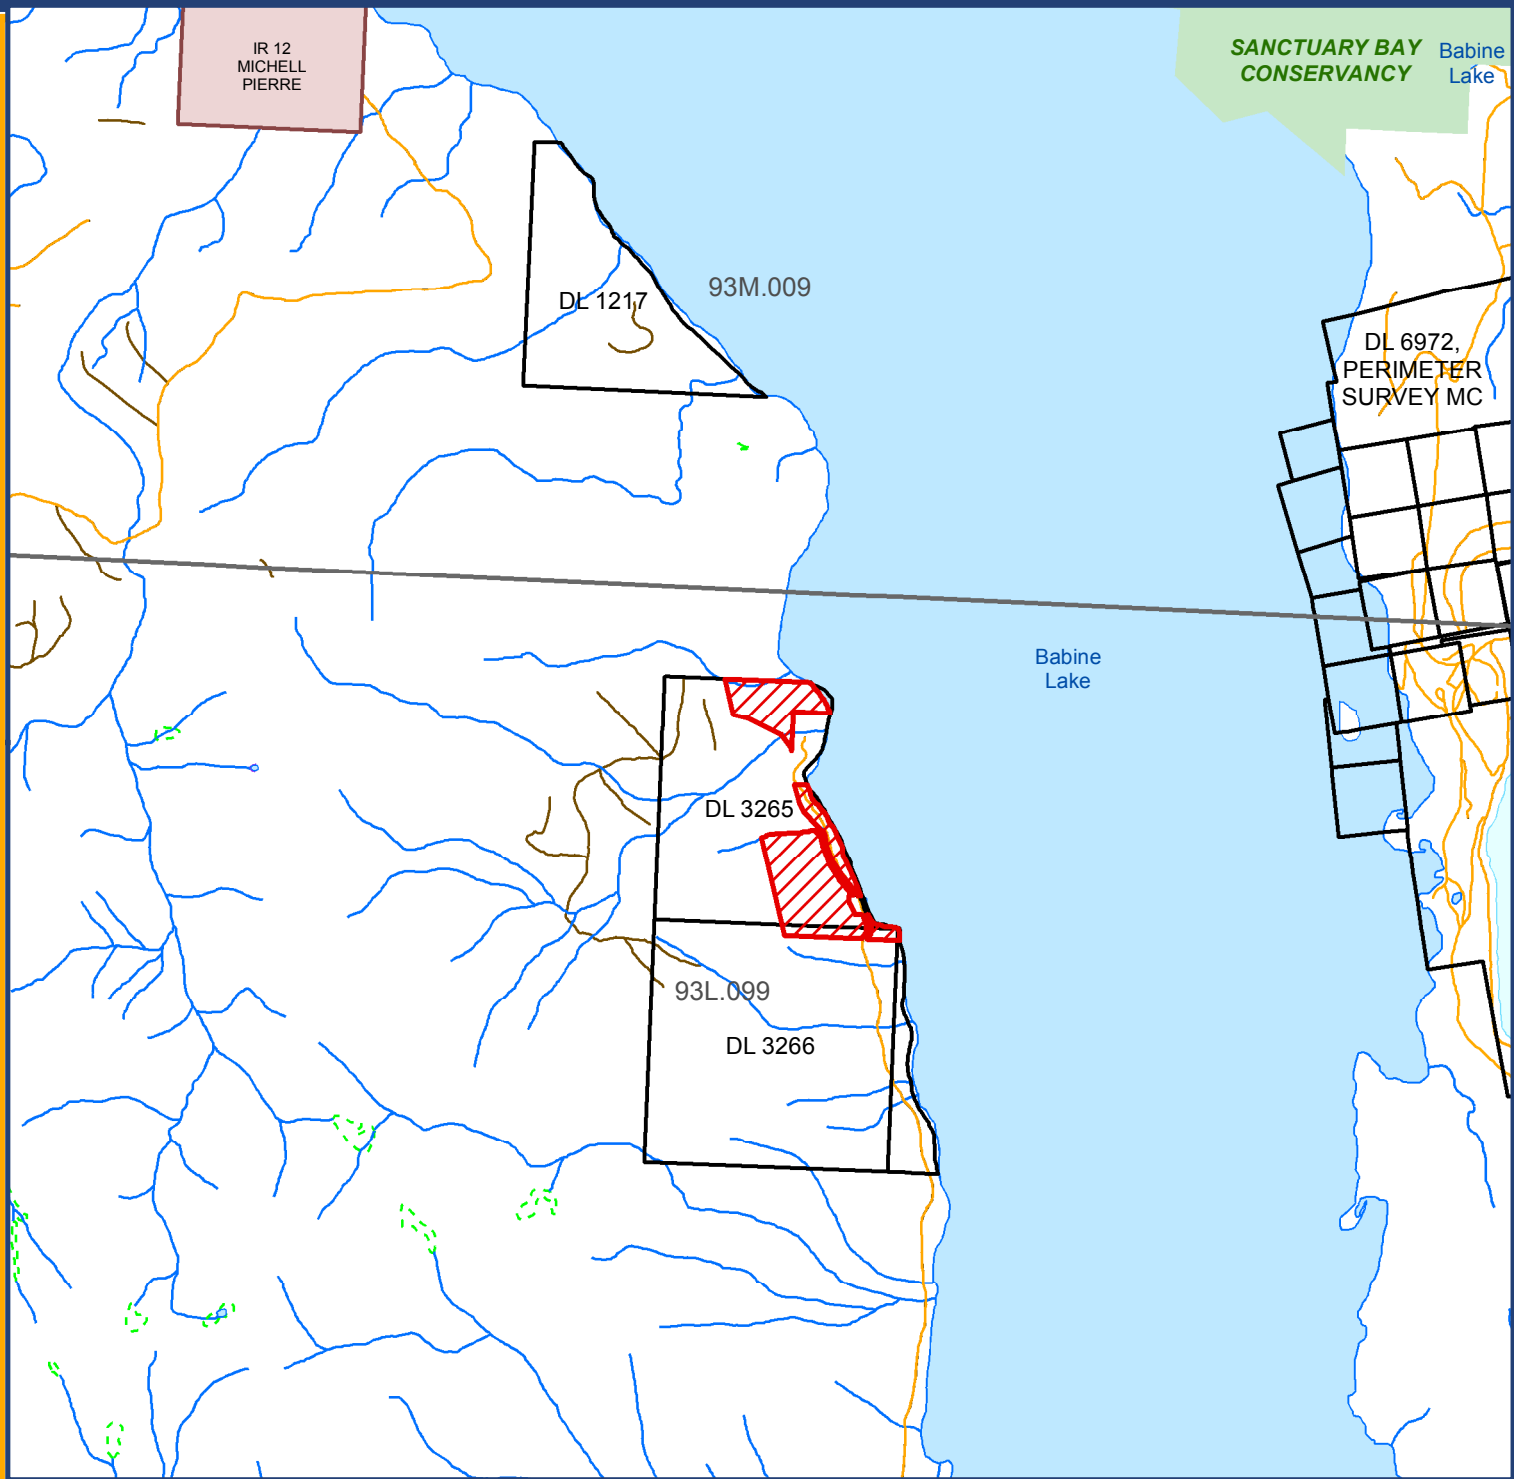 IR 12
MICHELL
PIERRE
SANCTUARY BAY
CONSERVANCY
Babine
Lake
DL 1217
93M.009
DL 6972,
PERIMETER
SURVEY MC
Babine
Lake
DL 3265
93L.099
DL 3266